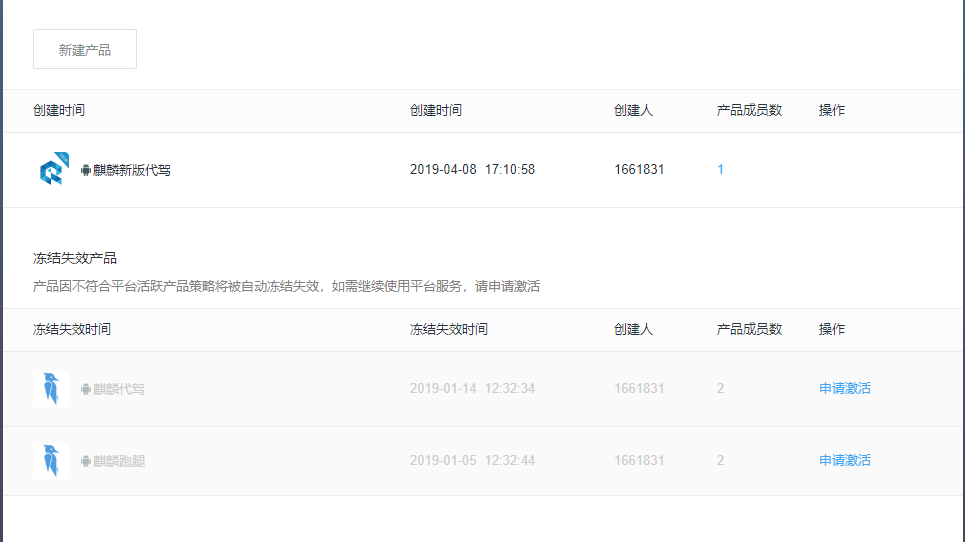 新建产品
创建时间 创建时间 创建人 产品成员数 操作
麒麟新版代驾 2019-04-08 17:10:58 1661831 1
冻结失效产品
产品因不符合平台活跃产品策略将被自动冻结失效，如需继续使用平台服务，请申请激活
冻结失效时间 冻结失效时间 创建人 产品成员数 操作
麒麟代驾 2019-01-14 12:32:34 1661831 2 申请激活
麒麟跑腿 2019-01-05 12:32:44 1661831 2 申请激活